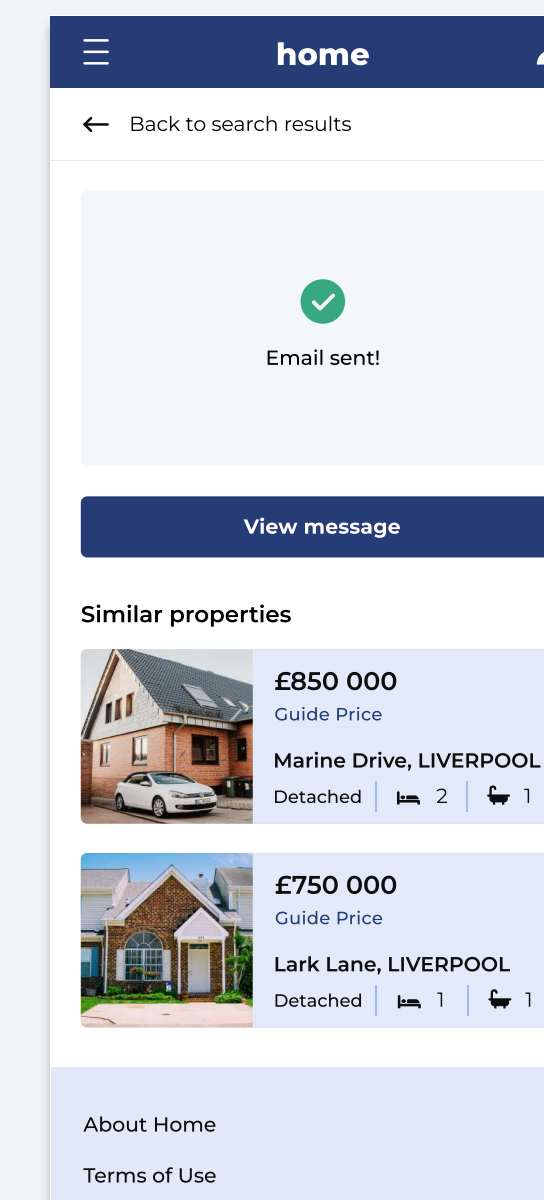 home
Back to search results
Email sent!
View message
Similar properties
£850 000
Guide Price
Marine Drive, LIVERPOOL
Detached 2 1
£750 000
Guide Price
Lark Lane, LIVERPOOL
Detached 1 1
About Home
Terms of Use